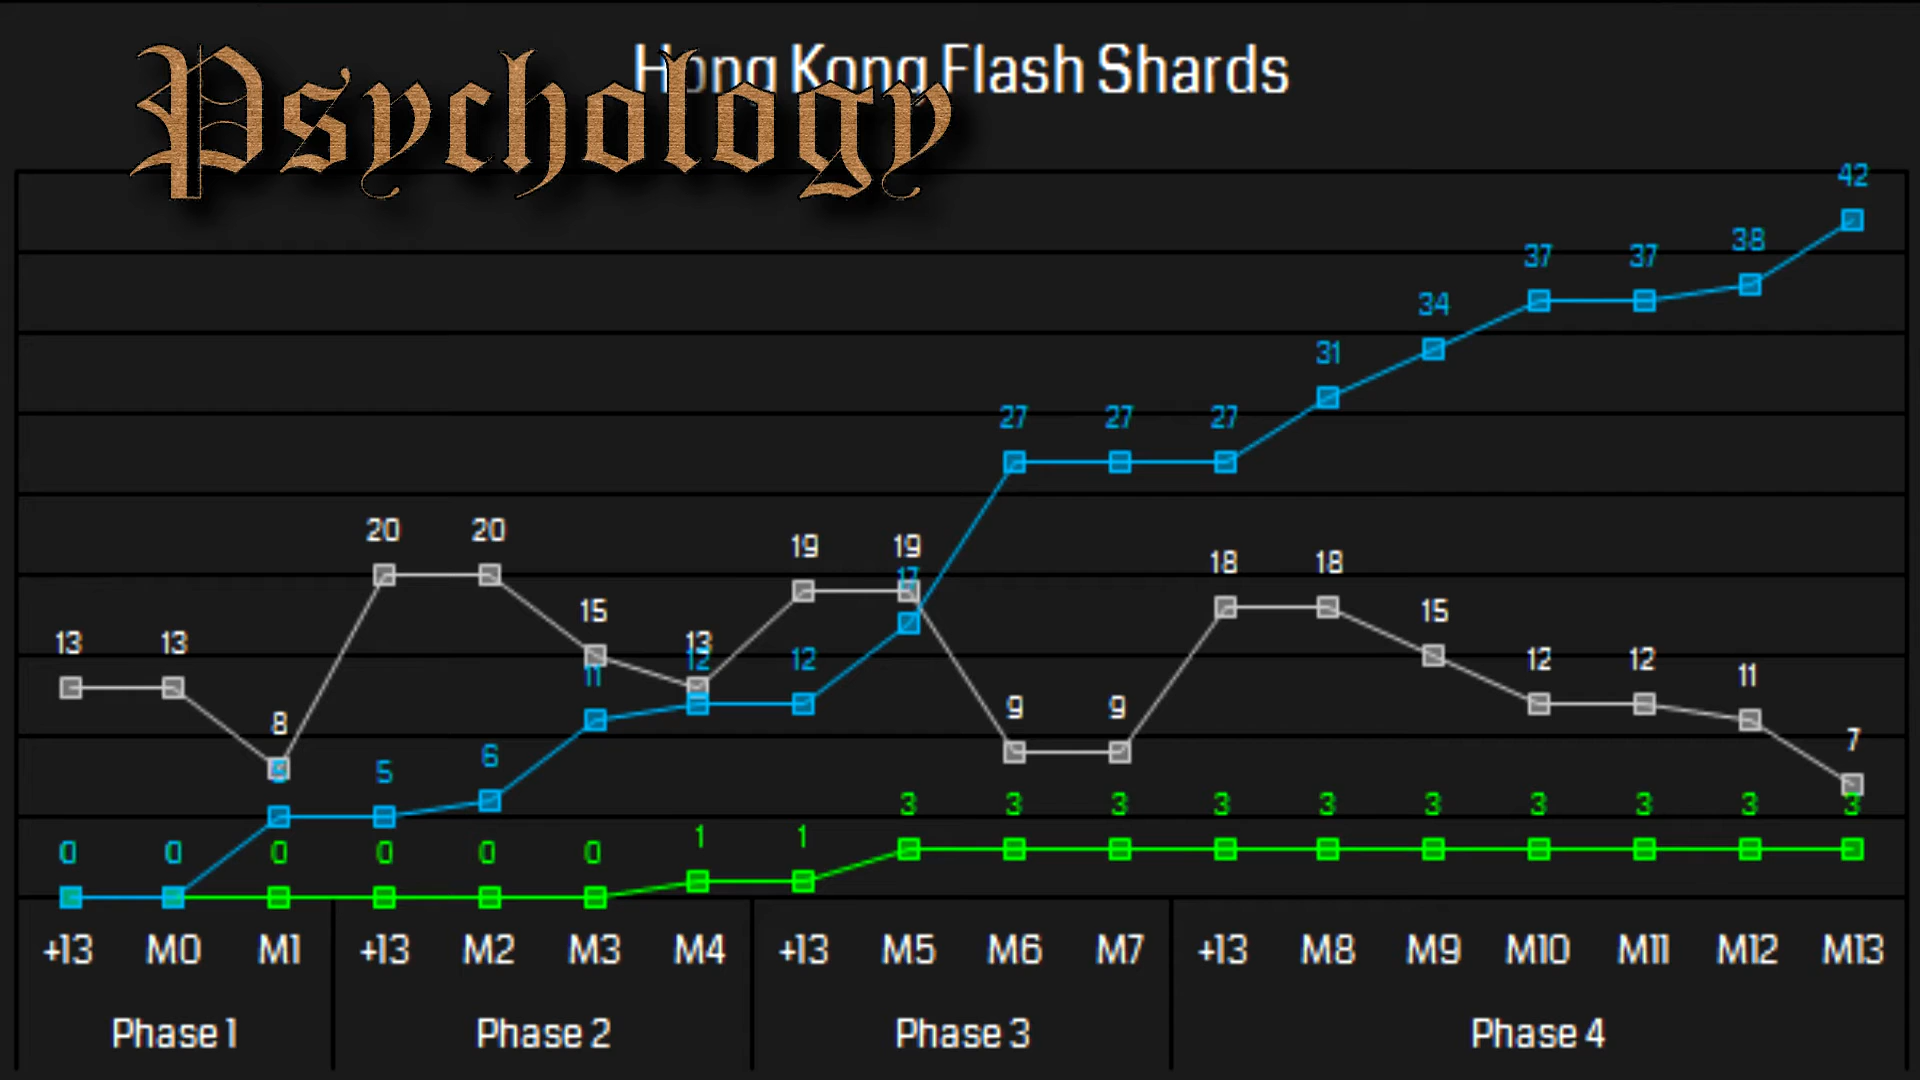 Psychology
Hong Kong Flash Shards
42
38
37 37
34
31
27 27 27
20 20
19 19
18 18
17
15 15
13 13 13
12 12 12 12
11 11
9 9
8
7
5
6
5
3 3 3 3 3 3 3 3 3 3
1 1
0 0 0 0 0 0
+13 M0 M1 +13 M2 M3 M4 +13 M5 M6 M7 +13 M8 M9 M10 M11 M12 M13
Phase 1 Phase 2 Phase 3 Phase 4